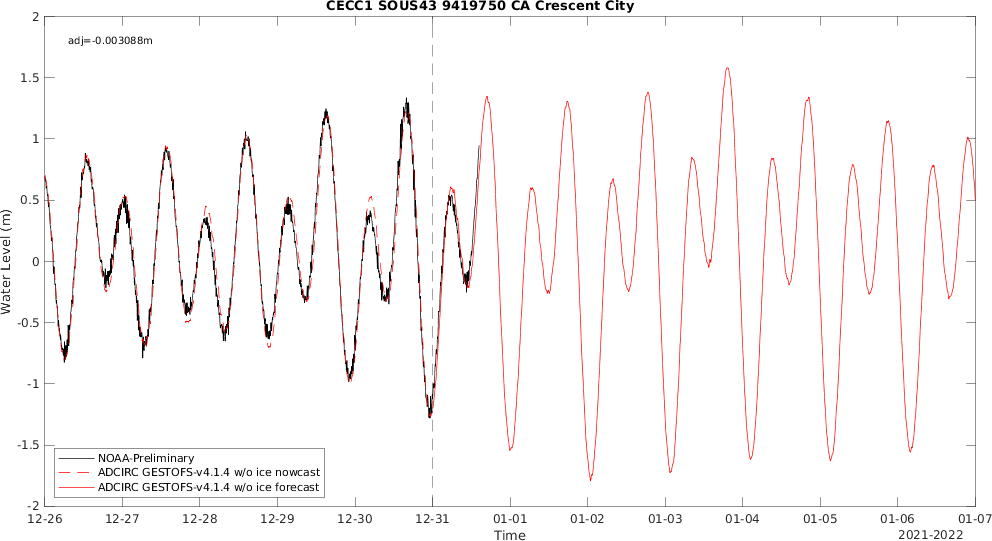 CECC1 SOUS43 9419750 CA Crescent City
adj=-0.003088m
2
1.5
1
0.5
0
-0.5
-1
-1.5
-2
Water Level (m)
NOAA-Preliminary
ADCIRC GESTOFS-v4.1.4 w/o ice nowcast
ADCIRC GESTOFS-v4.1.4 w/o ice forecast
12-26 12-27 12-28 12-29 12-30 12-31 01-01 01-02 01-03 01-04 01-05 01-06 01-07
Time
2021-2022